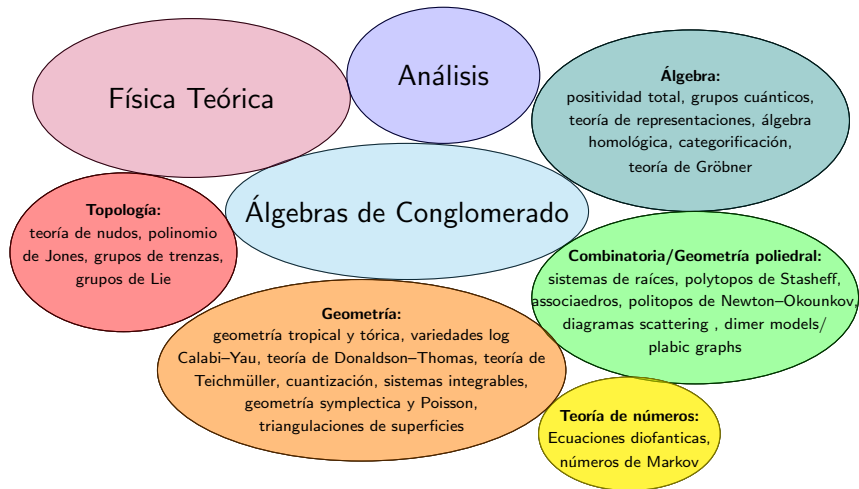 Física Teórica
Análisis
Álgebra:
positividad total, grupos cuánticos,
teoría de representaciones, álgebra
homológica, categorificación,
teoría de Gröbner
Álgebras de Conglomerado
Topología:
teoría de nudos, polinomio
de Jones, grupos de trenzas,
grupos de Lie
Combinatoria/Geometría poliedral:
sistemas de raíces, polytopos de Stasheff,
associaedros, politopos de Newton–Okounkov,
diagramas scattering , dimer models/
plabic graphs
Geometría:
geometría tropical y tórica, variedades log
Calabi–Yau, teoría de Donaldson–Thomas, teoría de
Teichmüller, cuantización, sistemas integrables,
geometría symplectica y Poisson,
triangulaciones de superficies
Teoría de números:
Ecuaciones diofanticas,
números de Markov